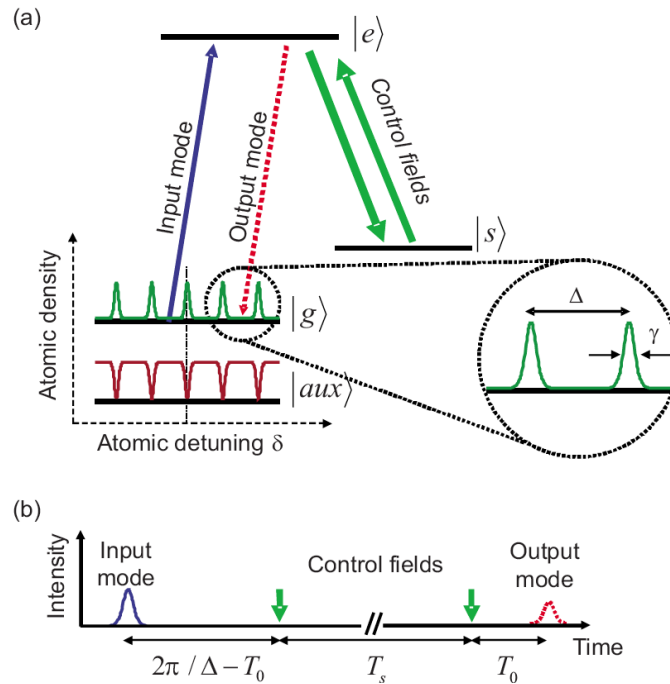 (a)
|e⟩
Input mode
Output mode
Control fields
|s⟩
Atomic density
|g⟩
|aux⟩
Atomic detuning δ
Δ
γ
(b)
Intensity
Input
mode
Control fields
Output
mode
Time
2π / Δ – T₀
Tₛ
T₀